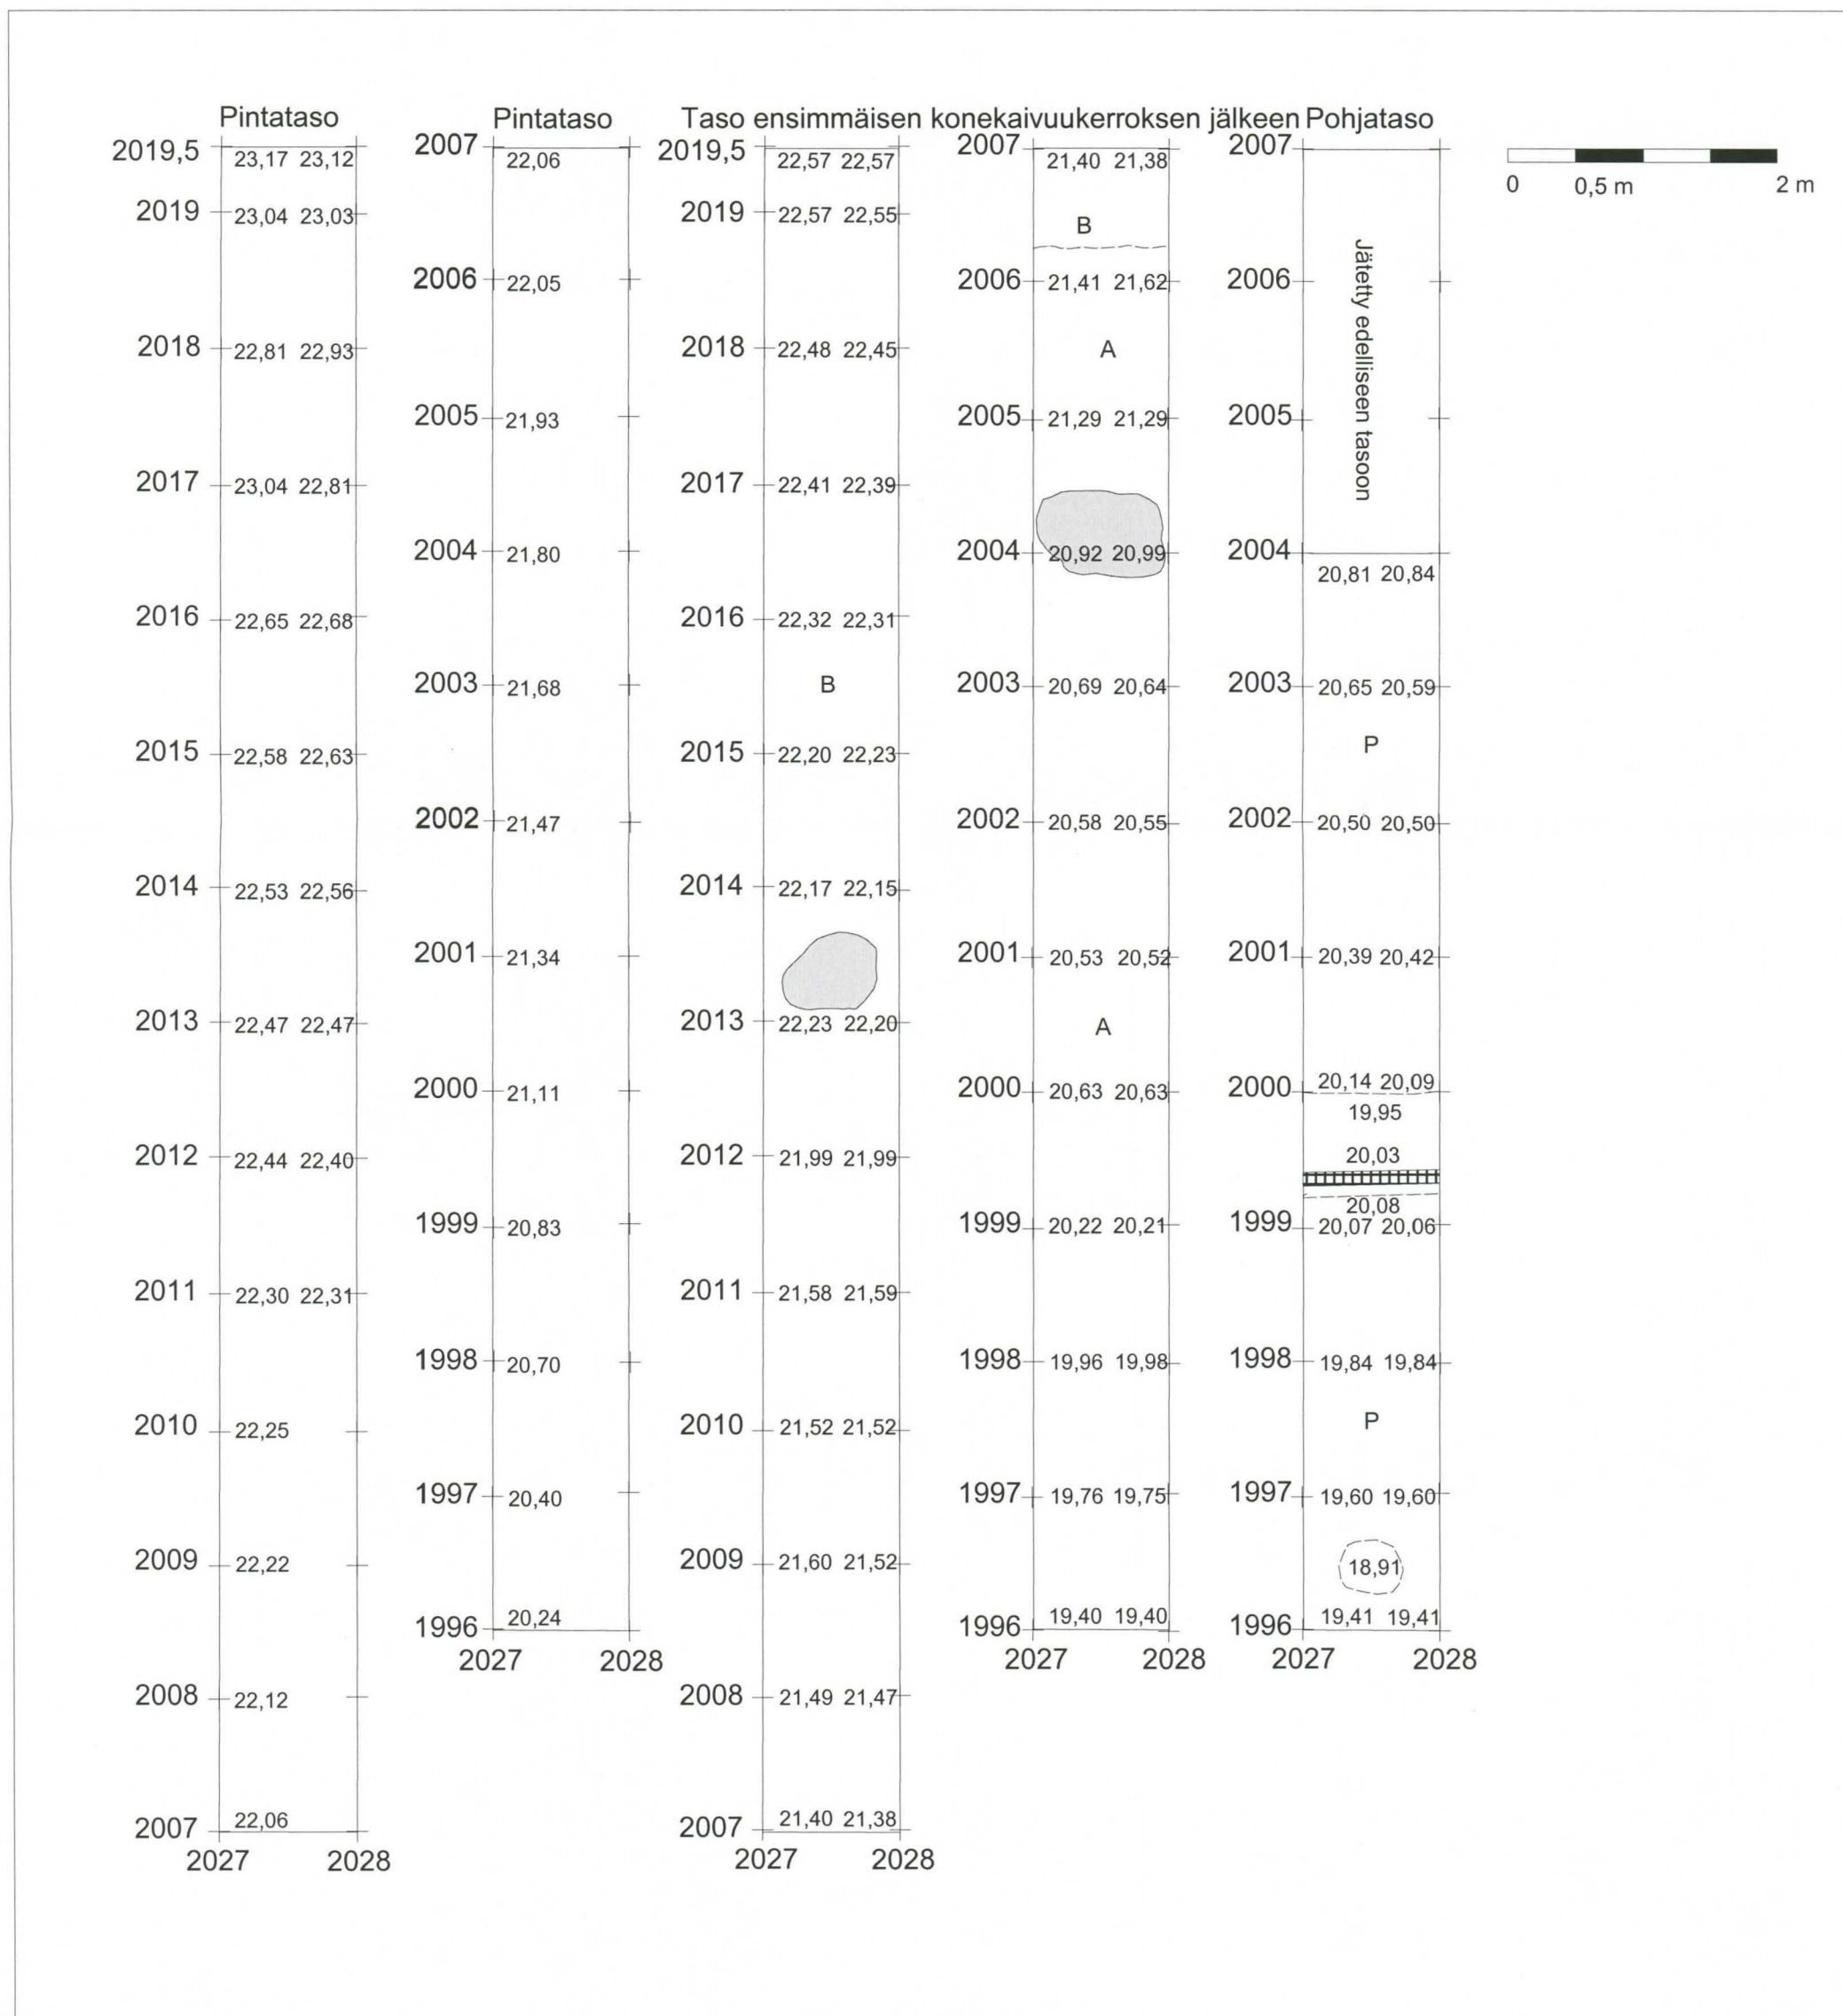 Pintataso
2019,5 23,17 23,12
2019 23,04 23,03
2018 22,81 22,93
2017 23,04 22,81
2016 22,65 22,68
2015 22,58 22,63
2014 22,53 22,56
2013 22,47 22,47
2012 22,44 22,40
2011 22,30 22,31
2010 22,25
2009 22,22
2008 22,12
2007 22,06
2027 2028
Pintataso
2007 22,06
2006 22,05
2005 21,93
2004 21,80
2003 21,68
2002 21,47
2001 21,34
2000 21,11
1999 20,83
1998 20,70
1997 20,40
1996 20,24
2027 2028
Taso ensimmäisen konekaivuukerroksen jälkeen
2019,5 22,57 22,57
2019 22,57 22,55
2018 22,48 22,45
2017 22,41 22,39
2016 22,32 22,31
B
2015 22,20 22,23
2014 22,17 22,15
2013 22,23 22,20
2012 21,99 21,99
2011 21,58 21,59
2010 21,52 21,52
2009 21,60 21,52
2008 21,49 21,47
2007 21,40 21,38
2027 2028
2007 21,40 21,38
B
2006 21,41 21,62
A
2005 21,29 21,29
2004 20,92 20,99
2003 20,69 20,64
2002 20,58 20,55
2001 20,53 20,52
A
2000 20,63 20,63
1999 20,22 20,21
1998 19,96 19,98
1997 19,76 19,75
1996 19,40 19,40
2027 2028
Pohjataso
2007
2006
Jätetty edelliseen tasoon
2005
2004
20,81 20,84
2003 20,65 20,59
P
2002 20,50 20,50
2001 20,39 20,42
2000 20,14 20,09
19,95
20,03
20,08
1999 20,07 20,06
1998 19,84 19,84
P
1997 19,60 19,60
18,91
1996 19,41 19,41
2027 2028
0 0,5 m 2 m